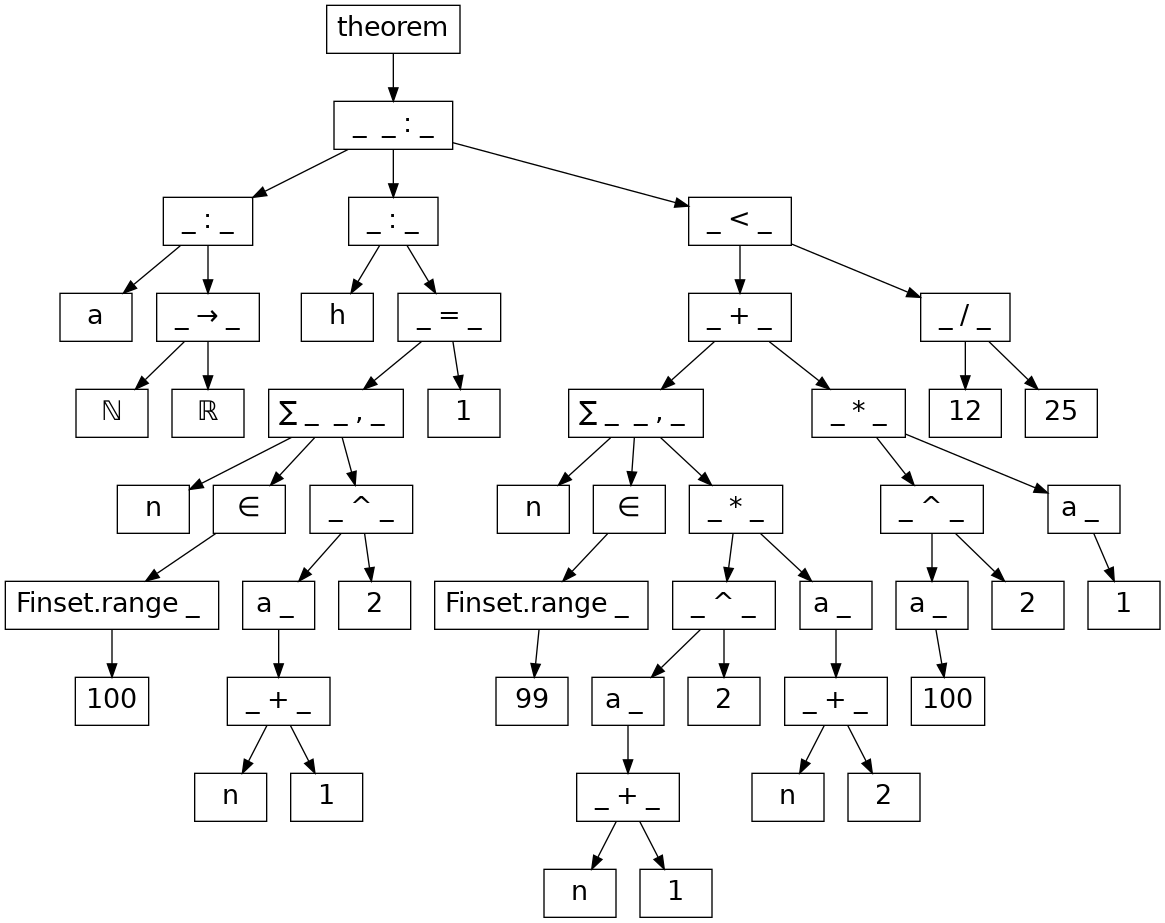 theorem
_ _ : _
_ : _ _ : _ _ < _
a _ → _ h _ = _ _ + _ _ / _
ℕ ℝ ∑ _ _ , _ 1 ∑ _ _ , _ _ * _ 12 25
n ∈ _ ^ _ n ∈ _ * _ _ ^ _ a _
Finset.range _ a _ 2 Finset.range _ _ ^ _ a _ a _ 2 1
100 _ + _ 99 a _ 2 _ + _ 100
n 1 _ + _ n 2
n 1